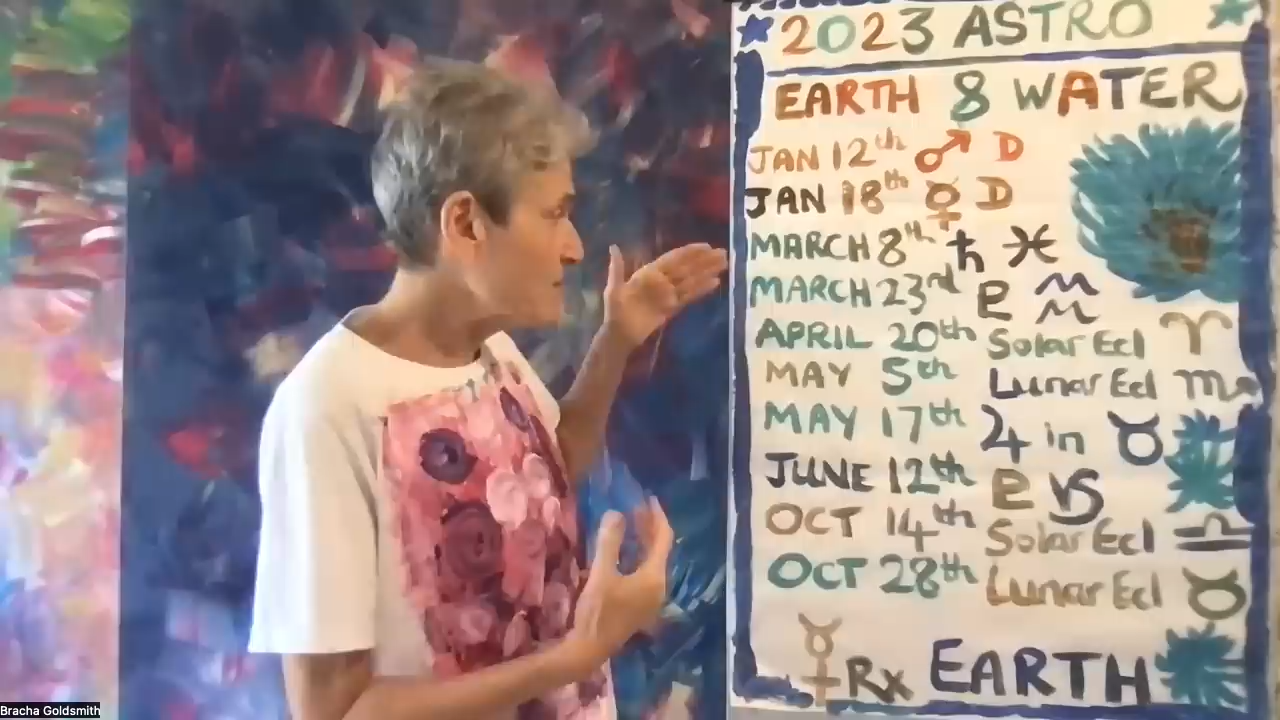 2023 ASTRO
EARTH & WATER
JAN 12th ♂ D
JAN 18th ☿ D
MARCH 8th ♄ ♓
MARCH 23rd ♇ ♒
APRIL 20th Solar Ecl ♈
MAY 5th Lunar Ecl ♏
MAY 17th ♃ in ♉
JUNE 12th ♇ ♑
OCT 14th Solar Ecl ♎
OCT 28th Lunar Ecl ♉
☿ Rx EARTH
Bracha Goldsmith